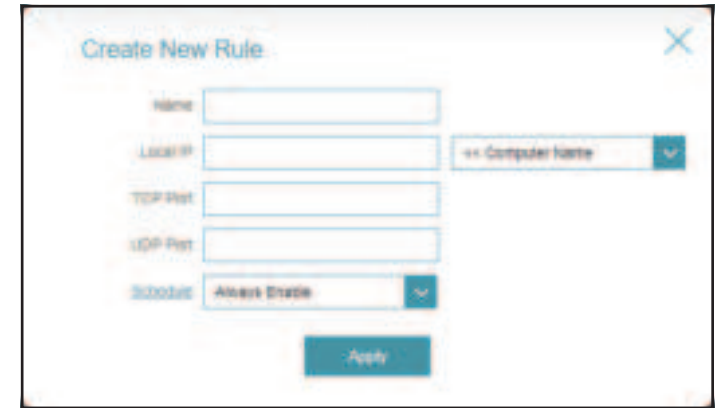 Create New Rule
Name
Local IP
<< Computer Name
TCP Port
UDP Port
Schedule
Always Enable
Apply